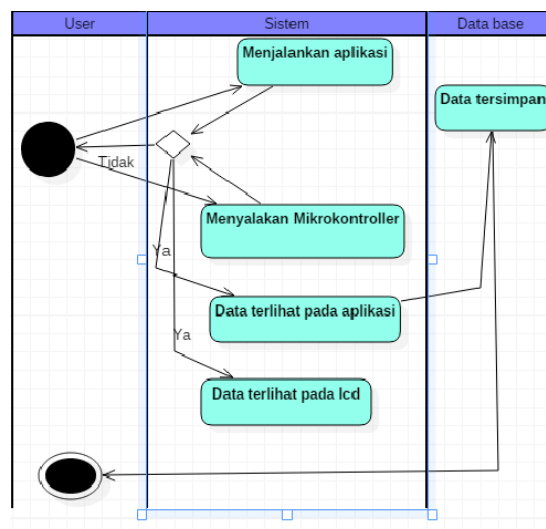 User
Sistem
Data base
Menjalankan aplikasi
Data tersimpan
Tidak
Menyalakan Mikrokontroller
Ya
Data terlihat pada aplikasi
Ya
Data terlihat pada lcd